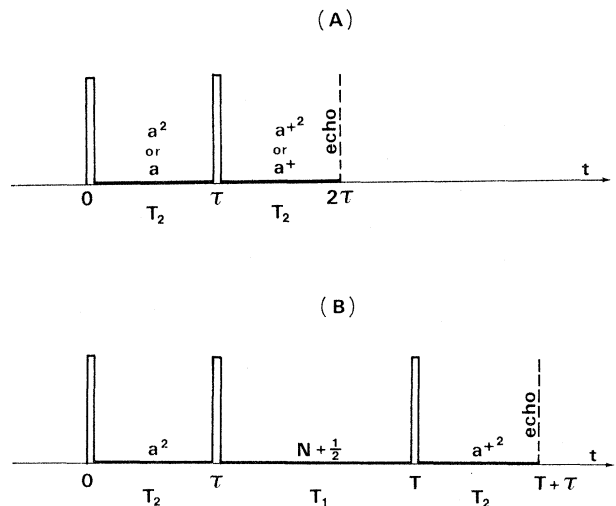 (A)
a² a⁺²
or or
a a⁺
echo
t
0 τ 2τ
T₂ T₂
(B)
a² N + ½ a⁺²
echo
t
0 τ T T + τ
T₂ T₁ T₂